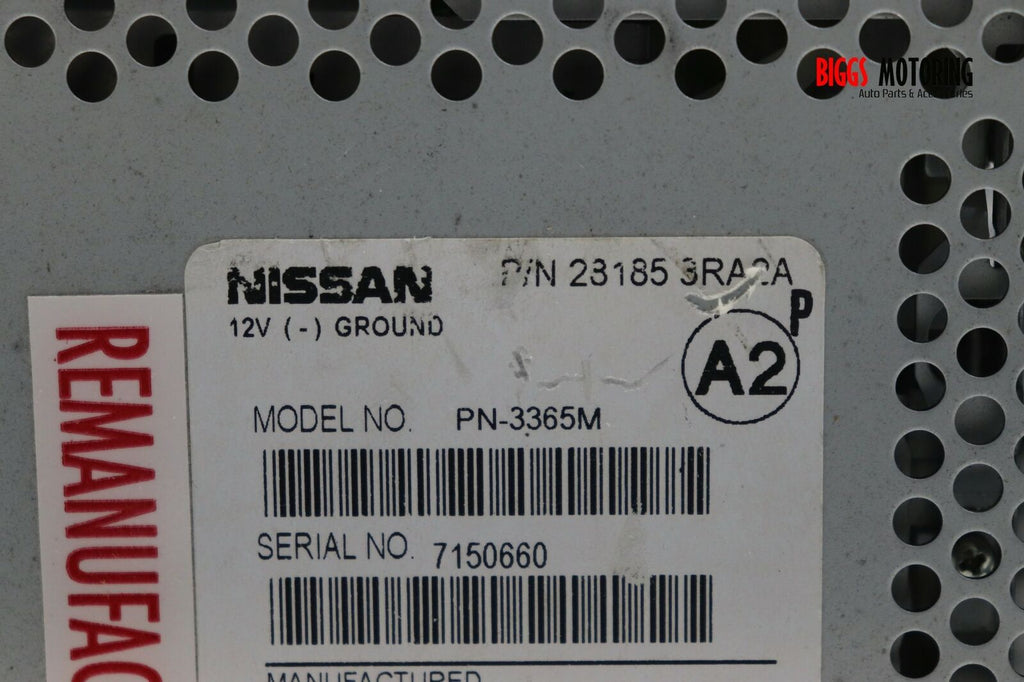 BIGGS MOTORING
Auto Parts & Accessories
NISSAN
P/N 28185 3RA2A
12V (-) GROUND
P
A2
MODEL NO. PN-3365M
SERIAL NO. 7150660
MANUFACTURED
REMANUFAC